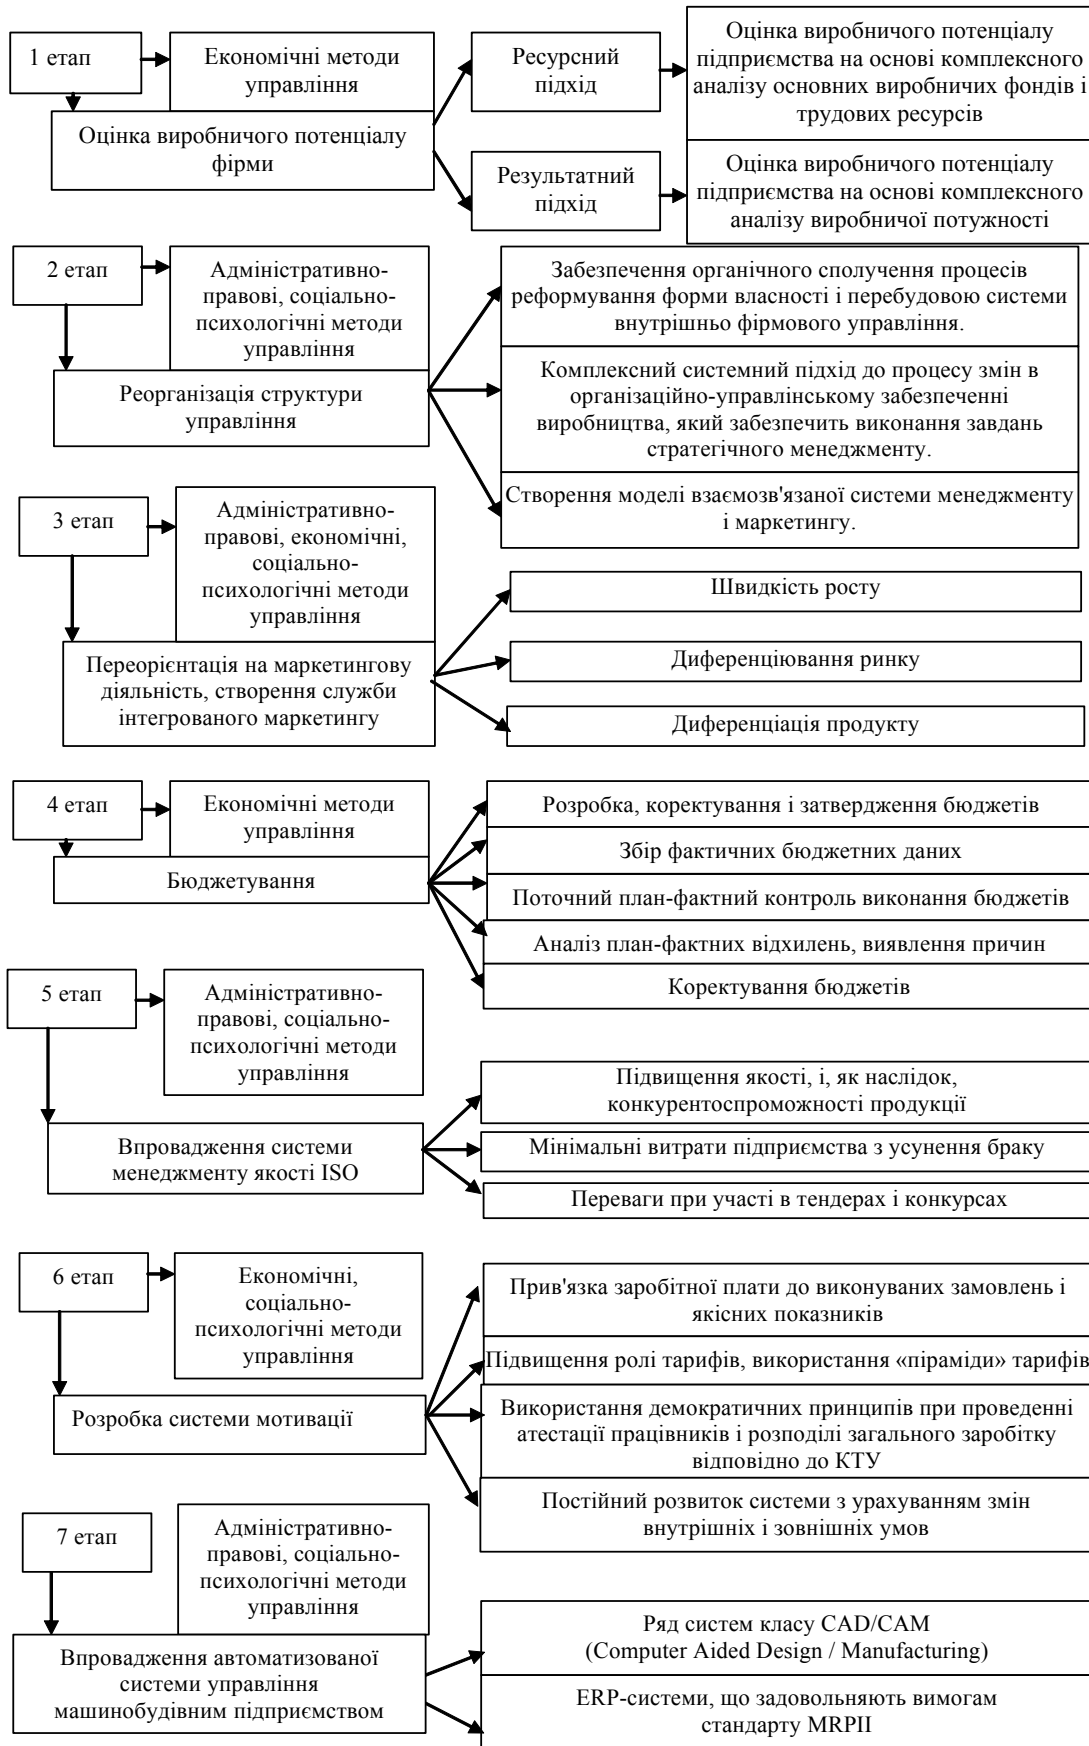 1 етап
Економічні методи
управління
Оцінка виробничого потенціалу
фірми
Ресурсний
підхід
Оцінка виробничого потенціалу
підприємства на основі комплексного
аналізу основних виробничих фондів і
трудових ресурсів
Результатний
підхід
Оцінка виробничого потенціалу
підприємства на основі комплексного
аналізу виробничої потужності
2 етап
Адміністративно-
правові, соціально-
психологічні методи
управління
Реорганізація структури
управління
Забезпечення органічного сполучення процесів
реформування форми власності і перебудовою системи
внутрішньо фірмового управління.
Комплексний системний підхід до процесу змін в
організаційно-управлінському забезпеченні
виробництва, який забезпечить виконання завдань
стратегічного менеджменту.
Створення моделі взаємозв'язаної системи менеджменту
і маркетингу.
3 етап
Адміністративно-
правові, економічні,
соціально-
психологічні методи
управління
Переорієнтація на маркетингову
діяльність, створення служби
інтегрованого маркетингу
Швидкість росту
Диференціювання ринку
Диференціація продукту
4 етап
Економічні методи
управління
Бюджетування
Розробка, коректування і затвердження бюджетів
Збір фактичних бюджетних даних
Поточний план-фактний контроль виконання бюджетів
Аналіз план-фактних відхилень, виявлення причин
Коректування бюджетів
5 етап
Адміністративно-
правові, соціально-
психологічні методи
управління
Впровадження системи
менеджменту якості ISO
Підвищення якості, і, як наслідок,
конкурентоспроможності продукції
Мінімальні витрати підприємства з усунення браку
Переваги при участі в тендерах і конкурсах
6 етап
Економічні,
соціально-
психологічні методи
управління
Розробка системи мотивації
Прив'язка заробітної плати до виконуваних замовлень і
якісних показників
Підвищення ролі тарифів, використання «піраміди» тарифів
Використання демократичних принципів при проведенні
атестації працівників і розподілі загального заробітку
відповідно до КТУ
Постійний розвиток системи з урахуванням змін
внутрішніх і зовнішніх умов
7 етап
Адміністративно-
правові, соціально-
психологічні методи
управління
Впровадження автоматизованої
системи управління
машинобудівним підприємством
Ряд систем класу CAD/CAM
(Computer Aided Design / Manufacturing)
ERP-системи, що задовольняють вимогам
стандарту MRPII